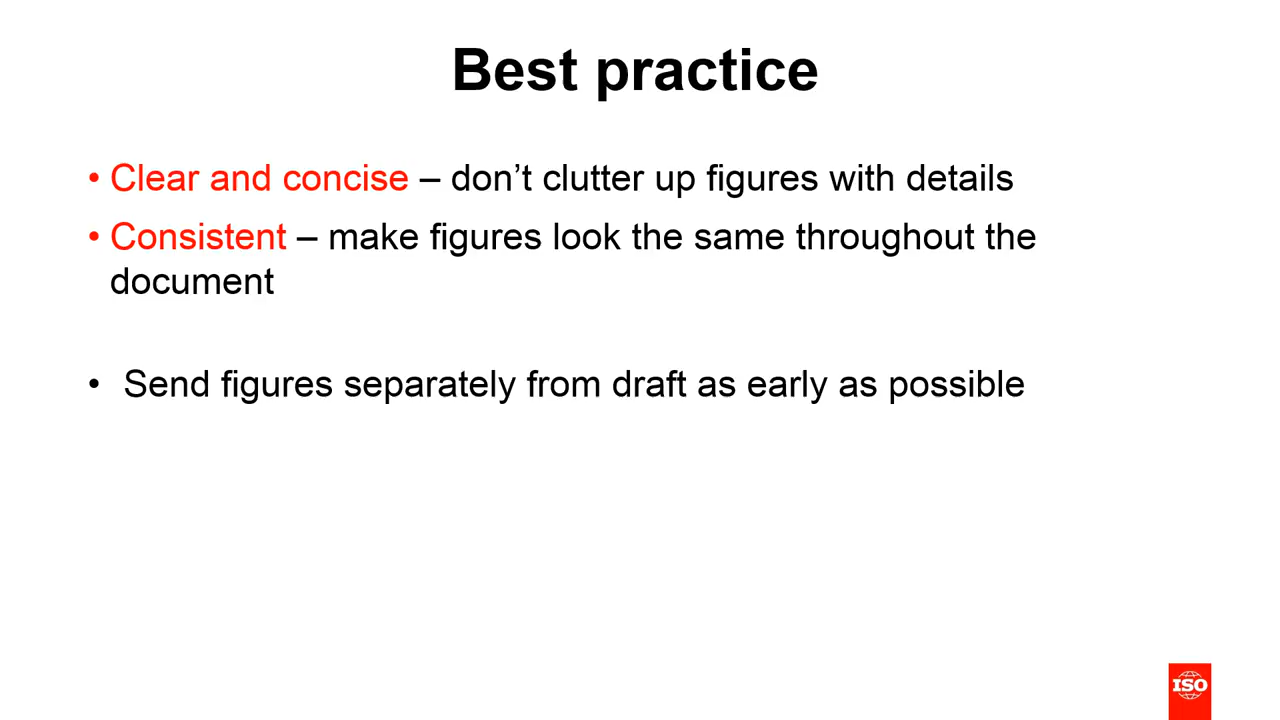 Best practice
• Clear and concise – don’t clutter up figures with details
• Consistent – make figures look the same throughout the
document
• Send figures separately from draft as early as possible
ISO